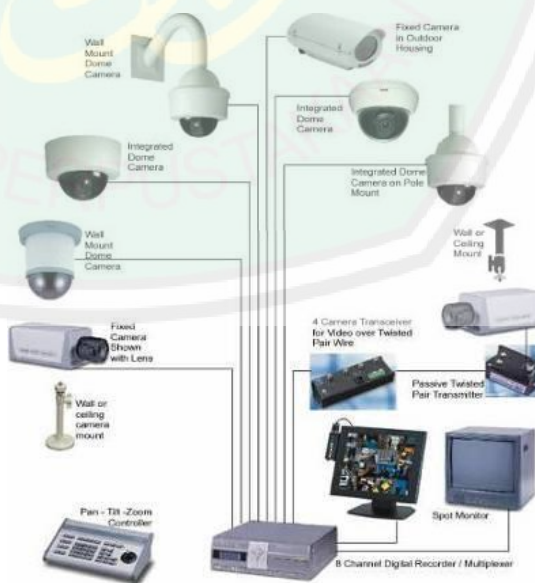 Wall
Mount
Dome
Camera
Fixed Camera
in Outdoor
Housing
Integrated
Dome
Camera
Integrated
Dome
Camera
Integrated Dome
Camera on Pole
Mount
Wall
Mount
Dome
Camera
Wall or
Ceiling
Mount
Fixed
Camera
Shown
with Lens
4 Camera Transceiver
for Video over Twisted
Pair Wire
Passive Twisted
Pair Transmitter
Wall or
ceiling
camera
mount
Pan - Tilt -Zoom
Controller
Spot Monitor
8 Channel Digital Recorder / Multiplexer